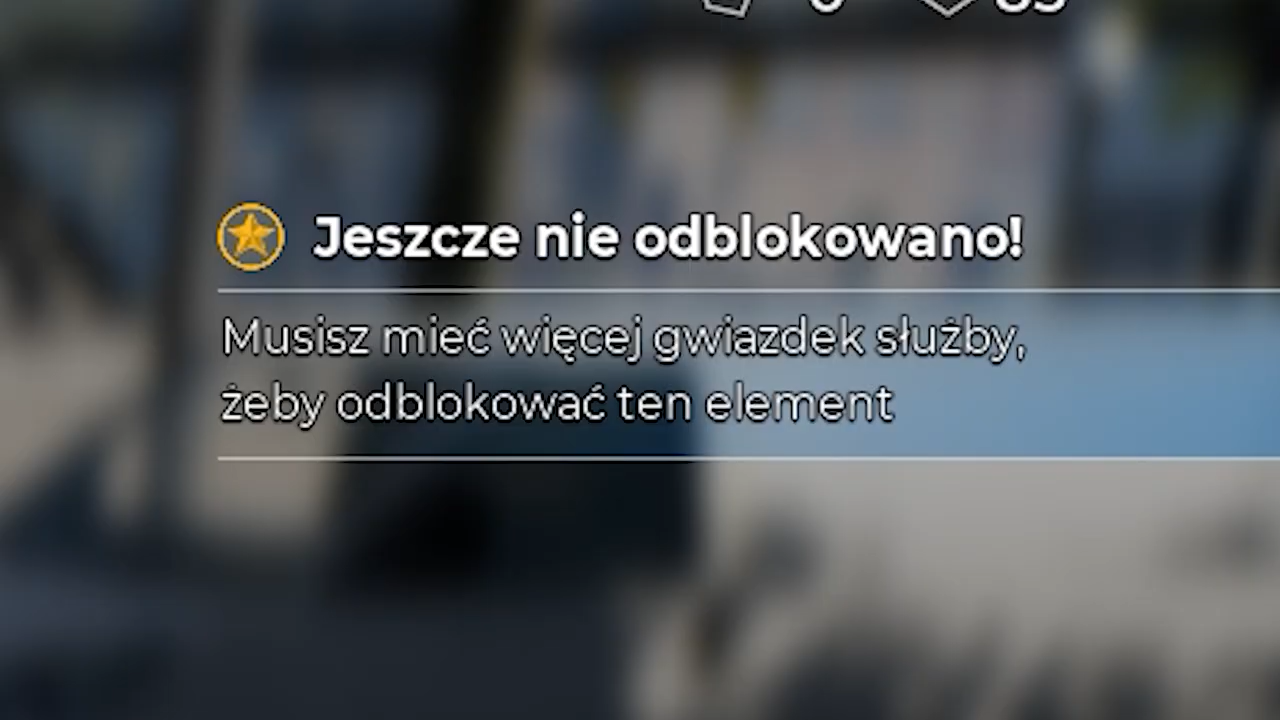 Jeszcze nie odblokowano!
Musisz mieć więcej gwiazdek służby,
żeby odblokować ten element